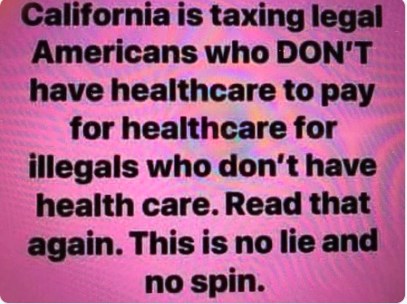 California is taxing legal
Americans who DON'T
have healthcare to pay
for healthcare for
illegals who don't have
health care. Read that
again. This is no lie and
no spin.